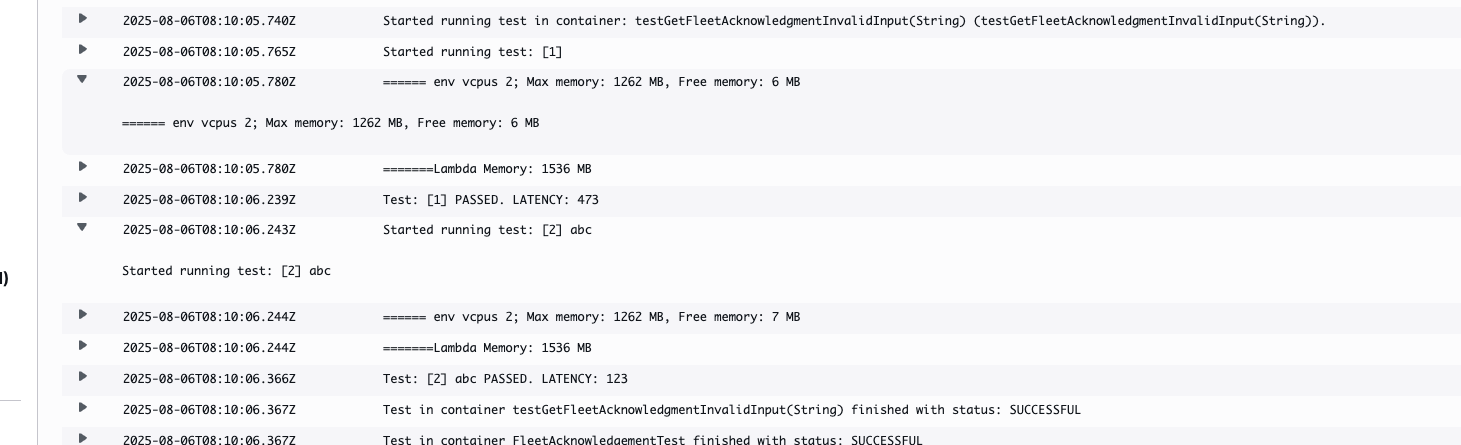 2025-08-06T08:10:05.740Z Started running test in container: testGetFleetAcknowledgmentInvalidInput(String) (testGetFleetAcknowledgmentInvalidInput(String)).
2025-08-06T08:10:05.765Z Started running test: [1]
2025-08-06T08:10:05.780Z ====== env vcpus 2; Max memory: 1262 MB, Free memory: 6 MB
====== env vcpus 2; Max memory: 1262 MB, Free memory: 6 MB
2025-08-06T08:10:05.780Z =======Lambda Memory: 1536 MB
2025-08-06T08:10:06.239Z Test: [1] PASSED. LATENCY: 473
2025-08-06T08:10:06.243Z Started running test: [2] abc
Started running test: [2] abc
2025-08-06T08:10:06.244Z ====== env vcpus 2; Max memory: 1262 MB, Free memory: 7 MB
2025-08-06T08:10:06.244Z =======Lambda Memory: 1536 MB
2025-08-06T08:10:06.366Z Test: [2] abc PASSED. LATENCY: 123
2025-08-06T08:10:06.367Z Test in container testGetFleetAcknowledgmentInvalidInput(String) finished with status: SUCCESSFUL
2025-08-06T08:10:06.367Z Test in container FleetAcknowledgementTest finished with status: SUCCESSFUL